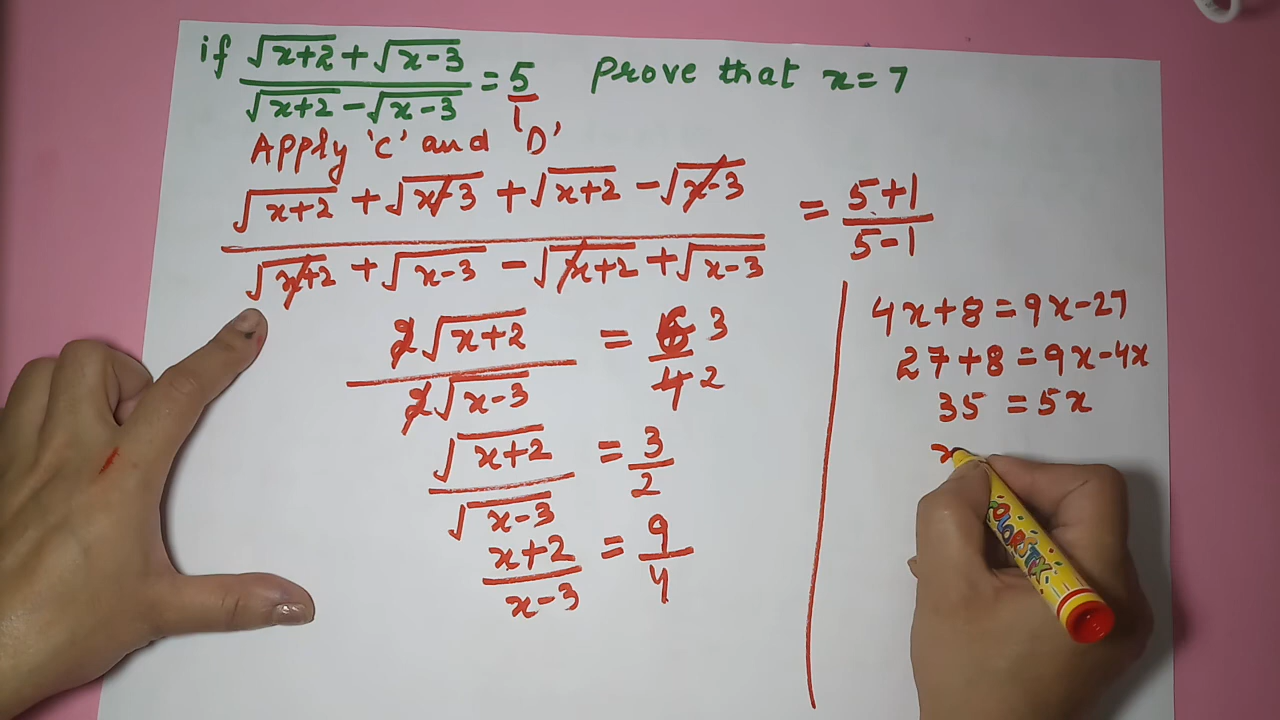 if (√x+2 + √x-3) / (√x+2 - √x-3) = 5/1 Prove that x = 7
Apply 'C' and 'D'
(√x+2 + √x-3 + √x+2 - √x-3) / (√x+2 + √x-3 - √x+2 + √x-3) = (5+1) / (5-1)
2√x+2 / 2√x-3 = 6 3 / 4 2
√x+2 / √x-3 = 3/2
x+2 / x-3 = 9/4
4x+8 = 9x-27
27+8 = 9x-4x
35 = 5x
x
COLORSTIX